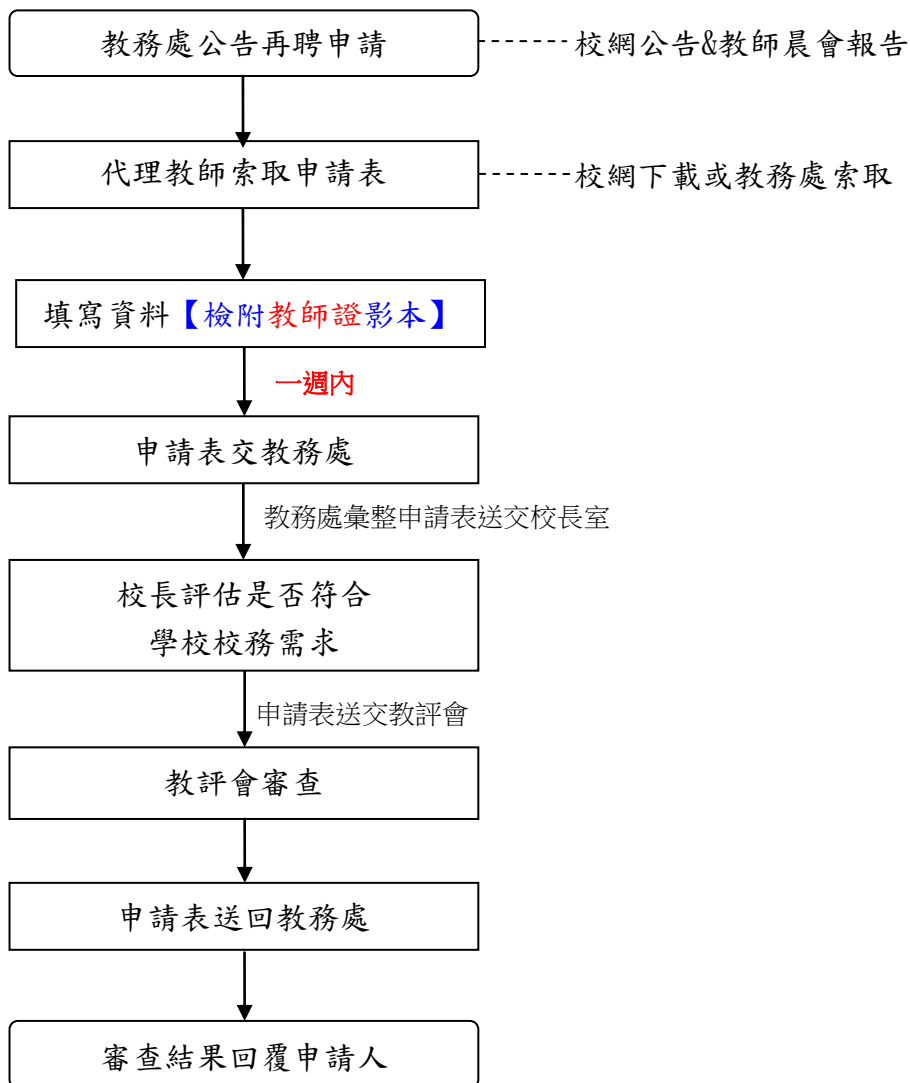 教務處公告再聘申請
校網公告&教師晨會報告
代理教師索取申請表
校網下載或教務處索取
填寫資料【檢附教師證影本】
一週內
申請表交教務處
教務處彙整申請表送交校長室
校長評估是否符合
學校校務需求
申請表送交教評會
教評會審查
申請表送回教務處
審查結果回覆申請人